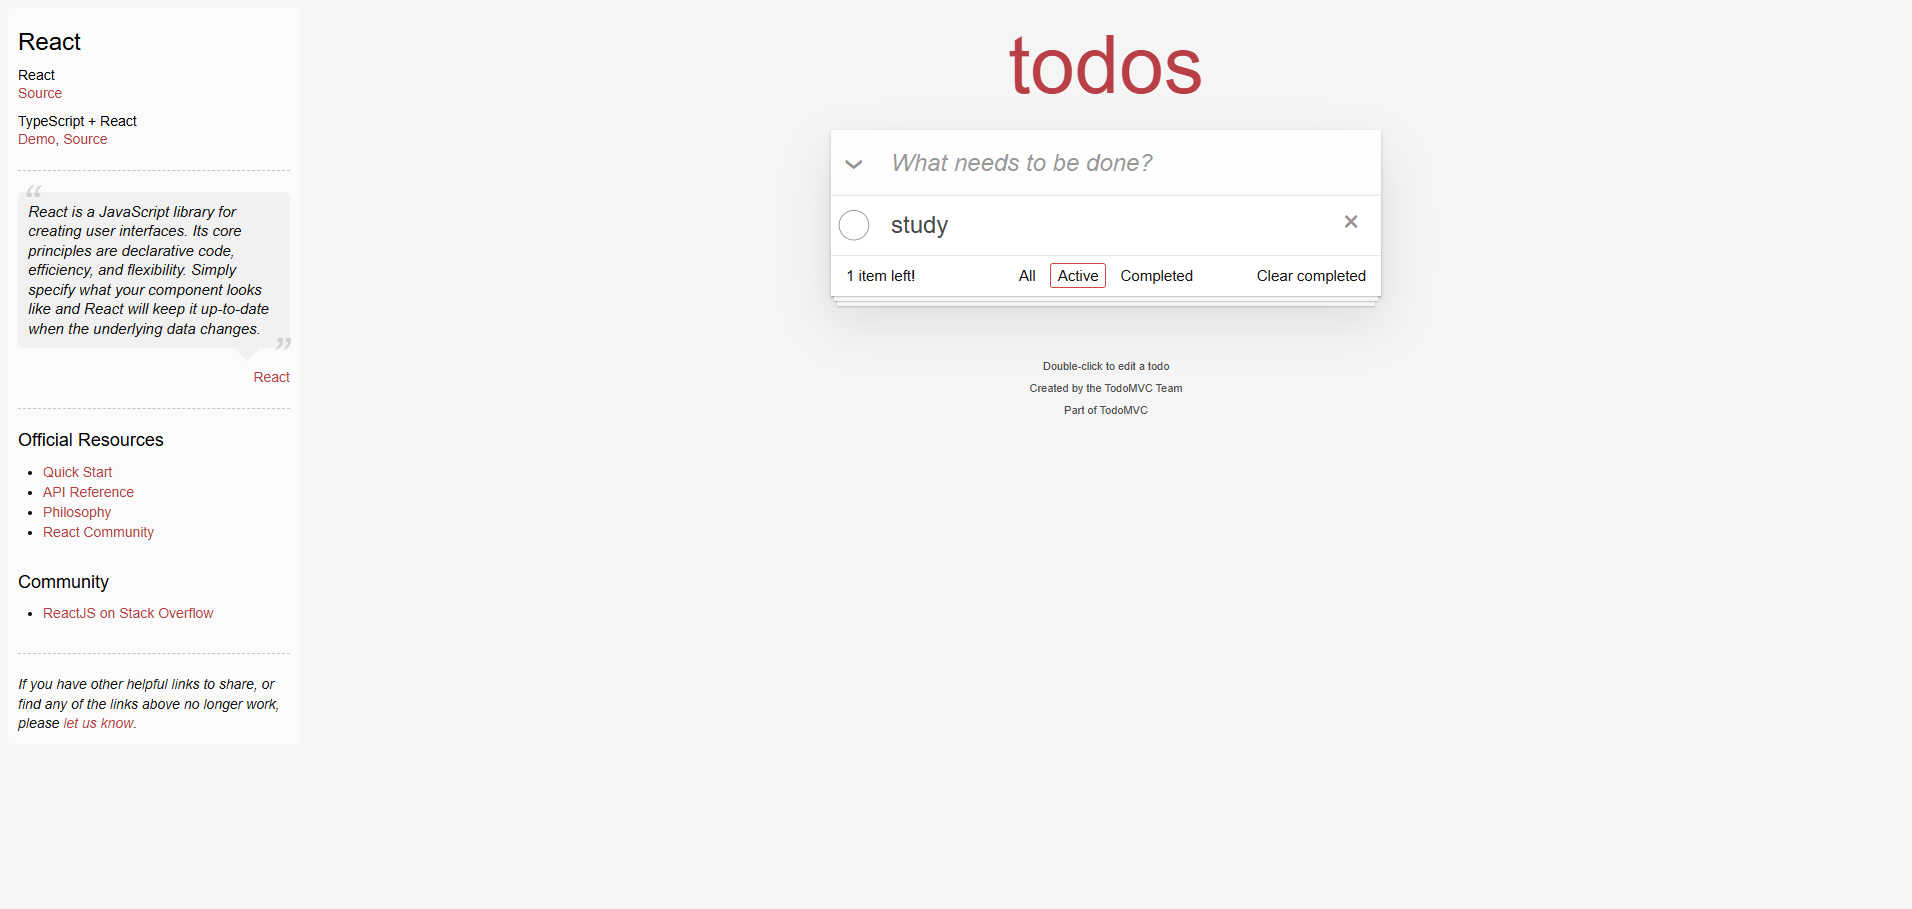 React
React
Source
TypeScript + React
Demo, Source
“
React is a JavaScript library for
creating user interfaces. Its core
principles are declarative code,
efficiency, and flexibility. Simply
specify what your component looks
like and React will keep it up-to-date
when the underlying data changes.
”
React
Official Resources
• Quick Start
• API Reference
• Philosophy
• React Community
Community
• ReactJS on Stack Overflow
If you have other helpful links to share, or
find any of the links above no longer work,
please let us know.
todos
What needs to be done?
study ×
1 item left! All Active Completed Clear completed
Double-click to edit a todo
Created by the TodoMVC Team
Part of TodoMVC